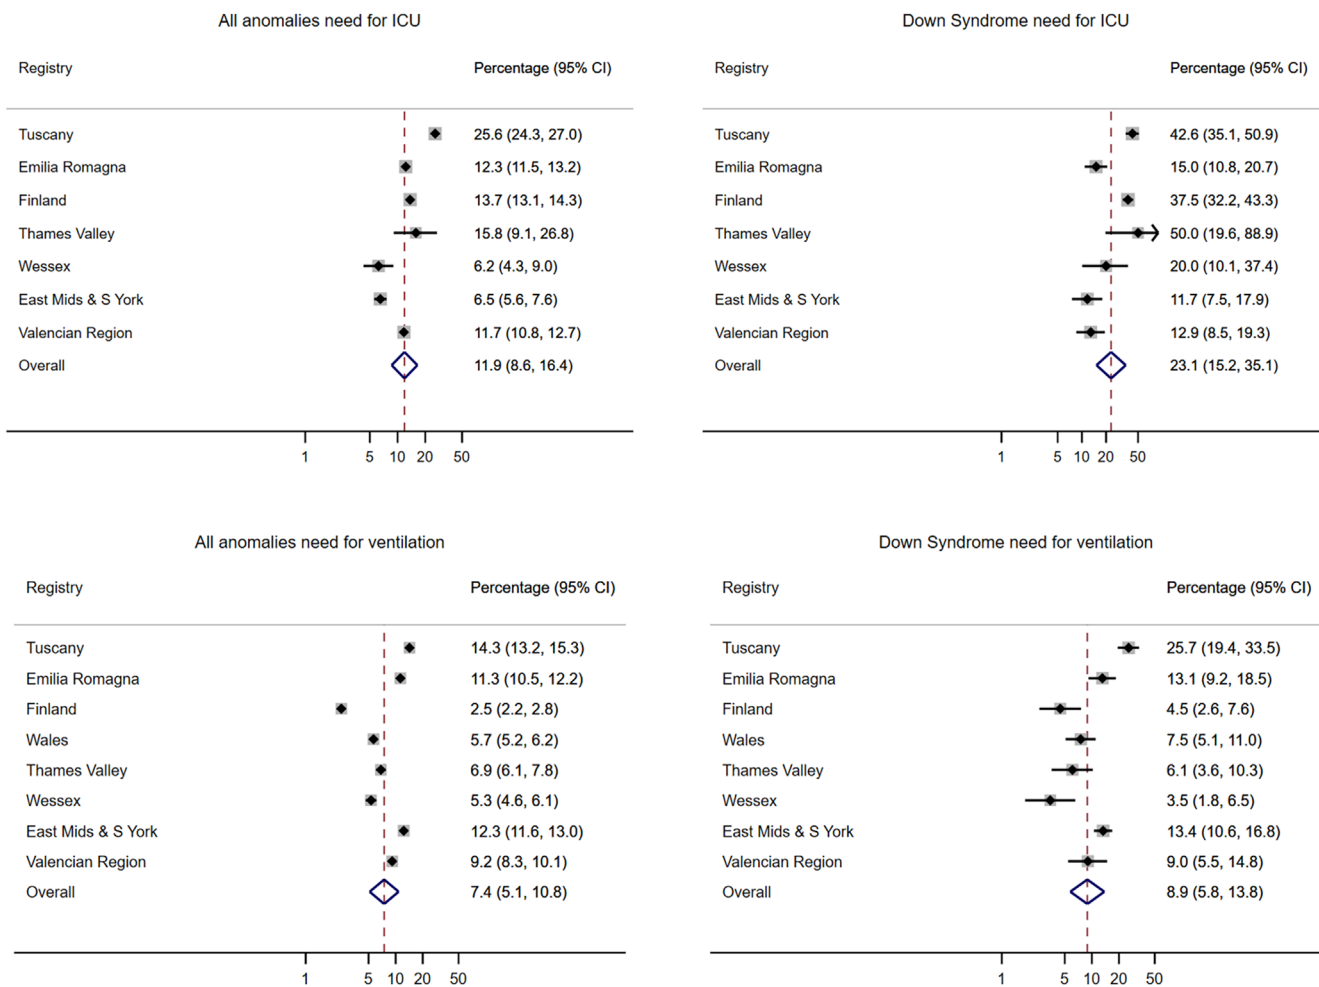 All anomalies need for ICU
Registry Percentage (95% CI)
Tuscany 25.6 (24.3, 27.0)
Emilia Romagna 12.3 (11.5, 13.2)
Finland 13.7 (13.1, 14.3)
Thames Valley 15.8 (9.1, 26.8)
Wessex 6.2 (4.3, 9.0)
East Mids & S York 6.5 (5.6, 7.6)
Valencian Region 11.7 (10.8, 12.7)
Overall 11.9 (8.6, 16.4)
1 5 10 20 50
Down Syndrome need for ICU
Registry Percentage (95% CI)
Tuscany 42.6 (35.1, 50.9)
Emilia Romagna 15.0 (10.8, 20.7)
Finland 37.5 (32.2, 43.3)
Thames Valley 50.0 (19.6, 88.9)
Wessex 20.0 (10.1, 37.4)
East Mids & S York 11.7 (7.5, 17.9)
Valencian Region 12.9 (8.5, 19.3)
Overall 23.1 (15.2, 35.1)
1 5 10 20 50
All anomalies need for ventilation
Registry Percentage (95% CI)
Tuscany 14.3 (13.2, 15.3)
Emilia Romagna 11.3 (10.5, 12.2)
Finland 2.5 (2.2, 2.8)
Wales 5.7 (5.2, 6.2)
Thames Valley 6.9 (6.1, 7.8)
Wessex 5.3 (4.6, 6.1)
East Mids & S York 12.3 (11.6, 13.0)
Valencian Region 9.2 (8.3, 10.1)
Overall 7.4 (5.1, 10.8)
1 5 10 20 50
Down Syndrome need for ventilation
Registry Percentage (95% CI)
Tuscany 25.7 (19.4, 33.5)
Emilia Romagna 13.1 (9.2, 18.5)
Finland 4.5 (2.6, 7.6)
Wales 7.5 (5.1, 11.0)
Thames Valley 6.1 (3.6, 10.3)
Wessex 3.5 (1.8, 6.5)
East Mids & S York 13.4 (10.6, 16.8)
Valencian Region 9.0 (5.5, 14.8)
Overall 8.9 (5.8, 13.8)
1 5 10 20 50